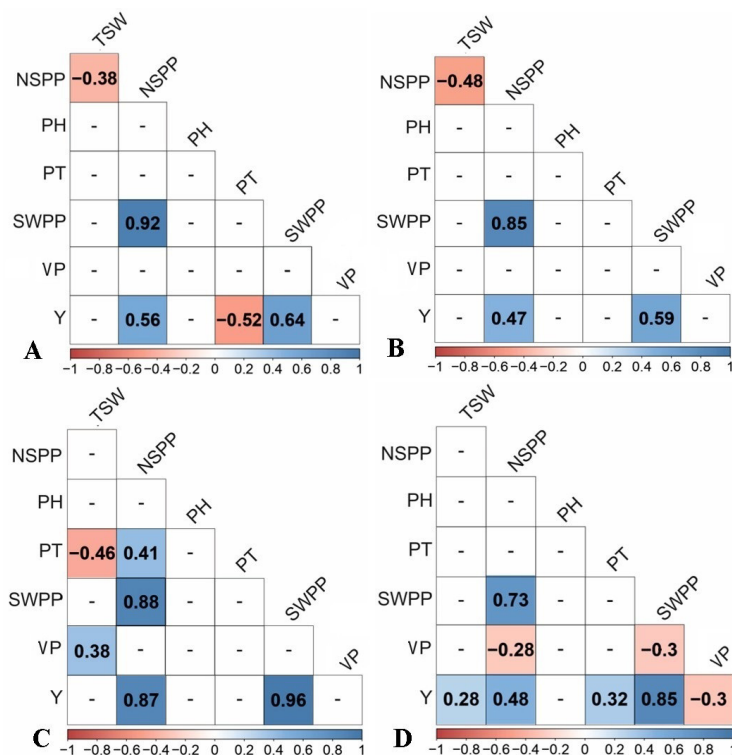 TSW
NSPP −0.38 NSPP
PH - - PH
PT - - - PT
SWPP - 0.92 - - SWPP
VP - - - - - VP
Y - 0.56 - −0.52 0.64 -
A
−1 −0.8 −0.6 −0.4 −0.2 0 0.2 0.4 0.6 0.8 1
TSW
NSPP −0.48 NSPP
PH - - PH
PT - - - PT
SWPP - 0.85 - - SWPP
VP - - - - - VP
Y - 0.47 - - 0.59 -
B
−1 −0.8 −0.6 −0.4 −0.2 0 0.2 0.4 0.6 0.8 1
TSW
NSPP - NSPP
PH - - PH
PT −0.46 0.41 - PT
SWPP - 0.88 - - SWPP
VP 0.38 - - - - VP
Y - 0.87 - - 0.96 -
C
−1 −0.8 −0.6 −0.4 −0.2 0 0.2 0.4 0.6 0.8 1
TSW
NSPP - NSPP
PH - - PH
PT - - - PT
SWPP - 0.73 - - SWPP
VP - −0.28 - - −0.3 VP
Y 0.28 0.48 - 0.32 0.85 −0.3
D
−1 −0.8 −0.6 −0.4 −0.2 0 0.2 0.4 0.6 0.8 1